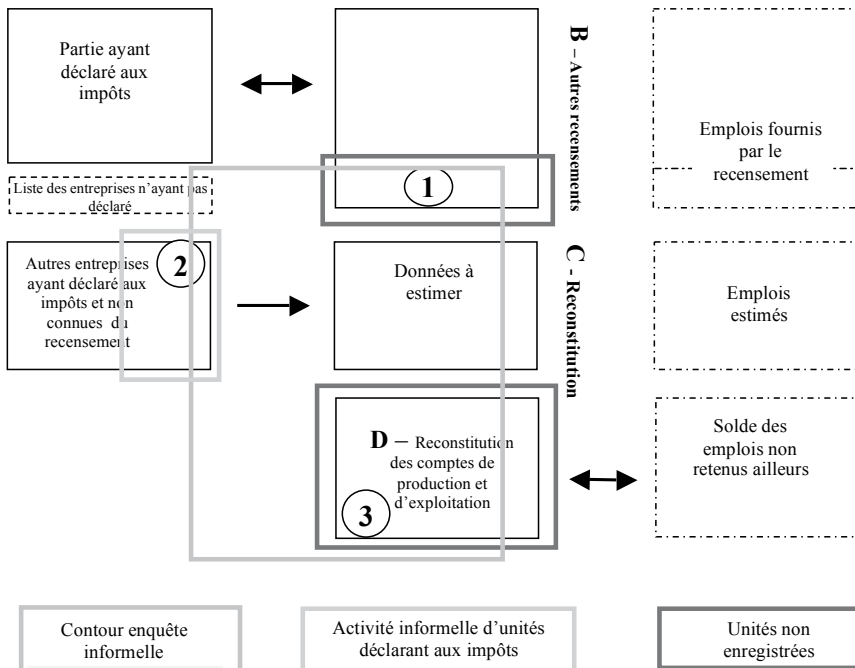 Partie ayant
déclaré aux
impôts
B – Autres recensements
Emplois fournis
par le
recensement
Liste des entreprises n’ayant pas
déclaré
1
2
Autres entreprises
ayant déclaré aux
impôts et non
connues du
recensement
Données à
estimer
C - Reconstitution
Emplois
estimés
D – Reconstitution
des comptes de
production et
d’exploitation
3
Solde des
emplois non
retenus ailleurs
Contour enquête
informelle
Activité informelle d’unités
déclarant aux impôts
Unités non
enregistrées